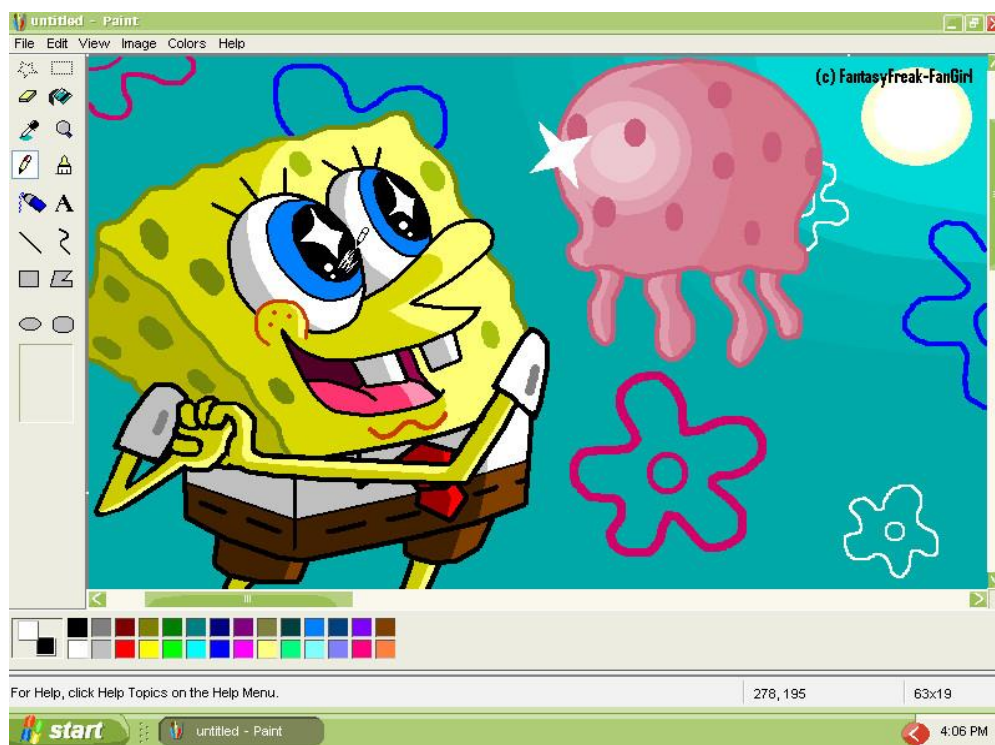 untitled - Paint
File Edit View Image Colors Help
(c) FantasyFreak-FanGirl
A
For Help, click Help Topics on the Help Menu.
278, 195
63x19
start
untitled - Paint
4:06 PM